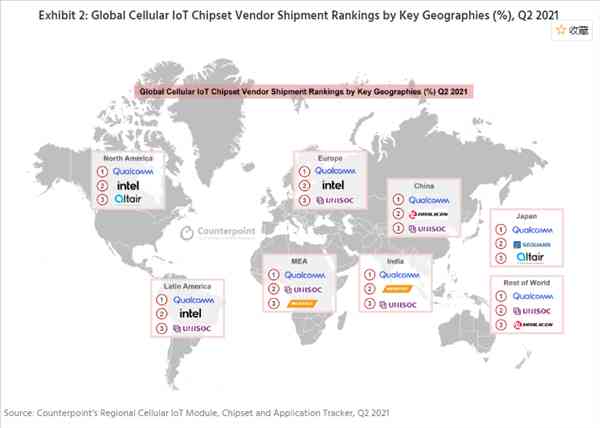 Exhibit 2: Global Cellular IoT Chipset Vendor Shipment Rankings by Key Geographies (%), Q2 2021
收藏
Global Cellular IoT Chipset Vendor Shipment Rankings by Key Geographies (%) Q2 2021
North America
1 Qualcomm
2 intel
3 altair
Europe
1 Qualcomm
2 intel
3 UNISOC
China
1 Qualcomm
2 HISILICON
3 UNISOC
Japan
1 Qualcomm
2 SEQUANS
3 altair
Counterpoint
MEA
1 Qualcomm
2 UNISOC
3
India
1 Qualcomm
2
3 UNISOC
Latin America
1 Qualcomm
2 intel
3 UNISOC
Rest of World
1 Qualcomm
2 UNISOC
3 HISILICON
Source: Counterpoint's Regional Cellular IoT Module, Chipset and Application Tracker, Q2 2021